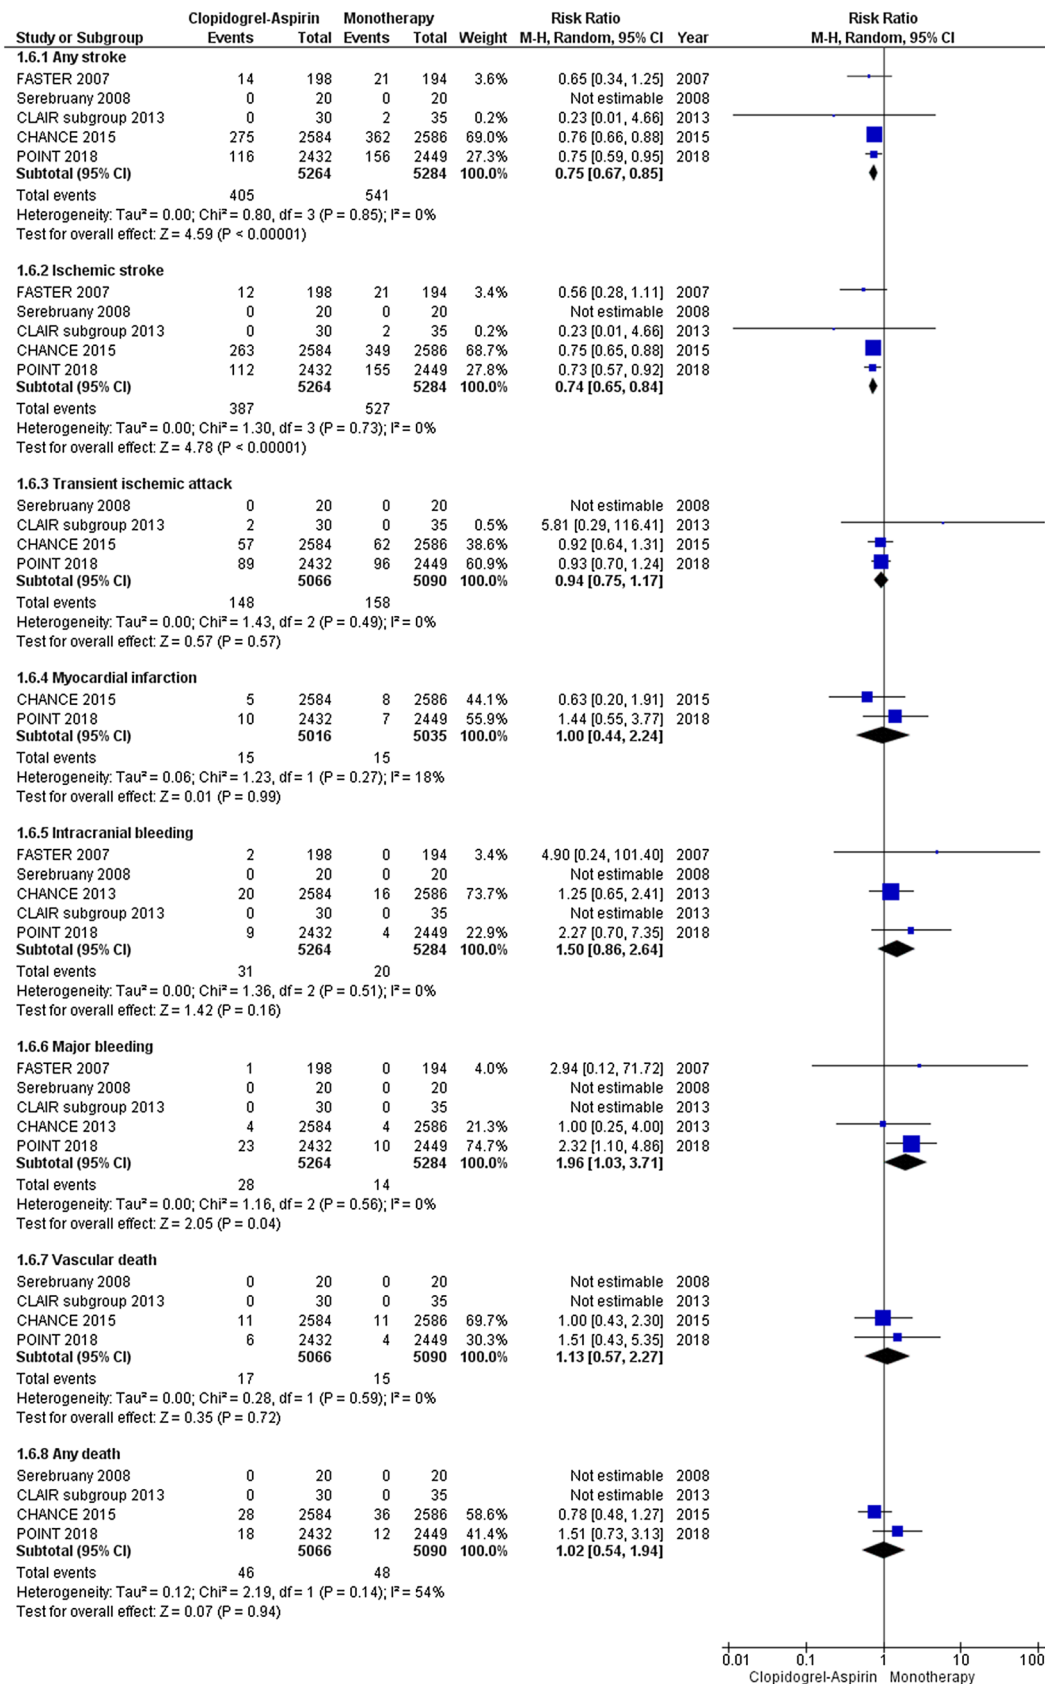 Clopidogrel-Aspirin Monotherapy Risk Ratio Risk Ratio
Study or Subgroup Events Total Events Total Weight M-H, Random, 95% CI Year M-H, Random, 95% CI
1.6.1 Any stroke
FASTER 2007 14 198 21 194 3.6% 0.65 [0.34, 1.25] 2007
Serebruany 2008 0 20 0 20 Not estimable 2008
CLAIR subgroup 2013 0 30 2 35 0.2% 0.23 [0.01, 4.66] 2013
CHANCE 2015 275 2584 362 2586 69.0% 0.76 [0.66, 0.88] 2015
POINT 2018 116 2432 156 2449 27.3% 0.75 [0.59, 0.95] 2018
Subtotal (95% CI) 5264 5284 100.0% 0.75 [0.67, 0.85]
Total events 405 541
Heterogeneity: Tau² = 0.00; Chi² = 0.80, df = 3 (P = 0.85); I² = 0%
Test for overall effect: Z = 4.59 (P < 0.00001)
1.6.2 Ischemic stroke
FASTER 2007 12 198 21 194 3.4% 0.56 [0.28, 1.11] 2007
Serebruany 2008 0 20 0 20 Not estimable 2008
CLAIR subgroup 2013 0 30 2 35 0.2% 0.23 [0.01, 4.66] 2013
CHANCE 2015 263 2584 349 2586 68.7% 0.75 [0.65, 0.88] 2015
POINT 2018 112 2432 155 2449 27.8% 0.73 [0.57, 0.92] 2018
Subtotal (95% CI) 5264 5284 100.0% 0.74 [0.65, 0.84]
Total events 387 527
Heterogeneity: Tau² = 0.00; Chi² = 1.30, df = 3 (P = 0.73); I² = 0%
Test for overall effect: Z = 4.78 (P < 0.00001)
1.6.3 Transient ischemic attack
Serebruany 2008 0 20 0 20 Not estimable 2008
CLAIR subgroup 2013 2 30 0 35 0.5% 5.81 [0.29, 116.41] 2013
CHANCE 2015 57 2584 62 2586 38.6% 0.92 [0.64, 1.31] 2015
POINT 2018 89 2432 96 2449 60.9% 0.93 [0.70, 1.24] 2018
Subtotal (95% CI) 5066 5090 100.0% 0.94 [0.75, 1.17]
Total events 148 158
Heterogeneity: Tau² = 0.00; Chi² = 1.43, df = 2 (P = 0.49); I² = 0%
Test for overall effect: Z = 0.57 (P = 0.57)
1.6.4 Myocardial infarction
CHANCE 2015 5 2584 8 2586 44.1% 0.63 [0.20, 1.91] 2015
POINT 2018 10 2432 7 2449 55.9% 1.44 [0.55, 3.77] 2018
Subtotal (95% CI) 5016 5035 100.0% 1.00 [0.44, 2.24]
Total events 15 15
Heterogeneity: Tau² = 0.06; Chi² = 1.23, df = 1 (P = 0.27); I² = 18%
Test for overall effect: Z = 0.01 (P = 0.99)
1.6.5 Intracranial bleeding
FASTER 2007 2 198 0 194 3.4% 4.90 [0.24, 101.40] 2007
Serebruany 2008 0 20 0 20 Not estimable 2008
CHANCE 2013 20 2584 16 2586 73.7% 1.25 [0.65, 2.41] 2013
CLAIR subgroup 2013 0 30 0 35 Not estimable 2013
POINT 2018 9 2432 4 2449 22.9% 2.27 [0.70, 7.35] 2018
Subtotal (95% CI) 5264 5284 100.0% 1.50 [0.86, 2.64]
Total events 31 20
Heterogeneity: Tau² = 0.00; Chi² = 1.36, df = 2 (P = 0.51); I² = 0%
Test for overall effect: Z = 1.42 (P = 0.16)
1.6.6 Major bleeding
FASTER 2007 1 198 0 194 4.0% 2.94 [0.12, 71.72] 2007
Serebruany 2008 0 20 0 20 Not estimable 2008
CLAIR subgroup 2013 0 30 0 35 Not estimable 2013
CHANCE 2013 4 2584 4 2586 21.3% 1.00 [0.25, 4.00] 2013
POINT 2018 23 2432 10 2449 74.7% 2.32 [1.10, 4.86] 2018
Subtotal (95% CI) 5264 5284 100.0% 1.96 [1.03, 3.71]
Total events 28 14
Heterogeneity: Tau² = 0.00; Chi² = 1.16, df = 2 (P = 0.56); I² = 0%
Test for overall effect: Z = 2.05 (P = 0.04)
1.6.7 Vascular death
Serebruany 2008 0 20 0 20 Not estimable 2008
CLAIR subgroup 2013 0 30 0 35 Not estimable 2013
CHANCE 2015 11 2584 11 2586 69.7% 1.00 [0.43, 2.30] 2015
POINT 2018 6 2432 4 2449 30.3% 1.51 [0.43, 5.35] 2018
Subtotal (95% CI) 5066 5090 100.0% 1.13 [0.57, 2.27]
Total events 17 15
Heterogeneity: Tau² = 0.00; Chi² = 0.28, df = 1 (P = 0.59); I² = 0%
Test for overall effect: Z = 0.35 (P = 0.72)
1.6.8 Any death
Serebruany 2008 0 20 0 20 Not estimable 2008
CLAIR subgroup 2013 0 30 0 35 Not estimable 2013
CHANCE 2015 28 2584 36 2586 58.6% 0.78 [0.48, 1.27] 2015
POINT 2018 18 2432 12 2449 41.4% 1.51 [0.73, 3.13] 2018
Subtotal (95% CI) 5066 5090 100.0% 1.02 [0.54, 1.94]
Total events 46 48
Heterogeneity: Tau² = 0.12; Chi² = 2.19, df = 1 (P = 0.14); I² = 54%
Test for overall effect: Z = 0.07 (P = 0.94)
0.01 0.1 1 10 100
Clopidogrel-Aspirin Monotherapy